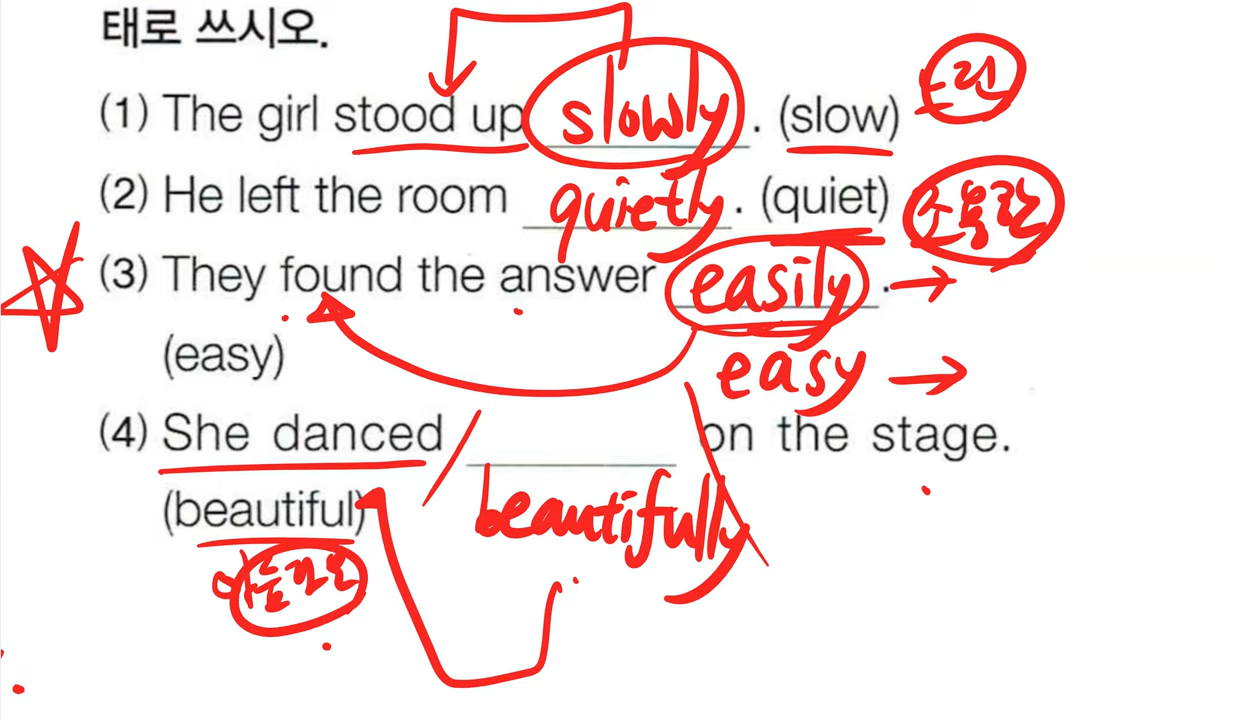 태로 쓰시오.
(1) The girl stood up slowly. (slow) 느린
(2) He left the room quietly. (quiet) 소용란
(3) They found the answer easily. →
(easy) easy →
(4) She danced on the stage.
(beautiful) beautifully
아름다운